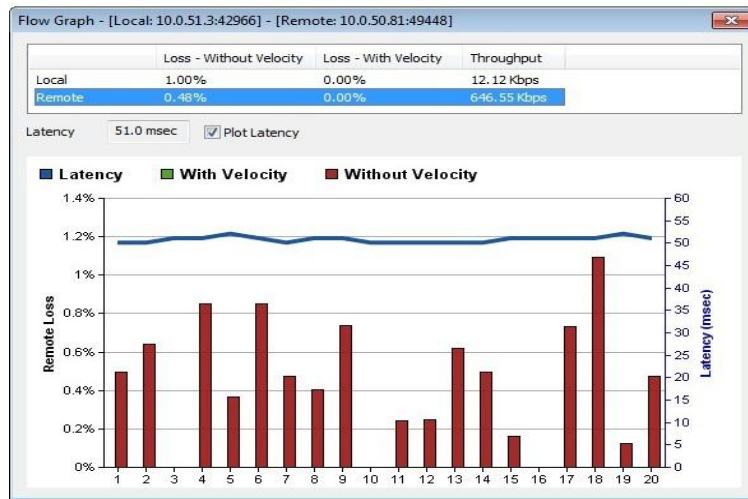 Flow Graph - [Local: 10.0.51.3:42966] - [Remote: 10.0.50.81:49448]
Loss - Without Velocity Loss - With Velocity Throughput
Local 1.00% 0.00% 12.12 Kbps
Remote 0.48% 0.00% 646.55 Kbps
Latency 51.0 msec Plot Latency
Latency With Velocity Without Velocity
1.4% 60
55
1.2% 50
45
1% 40
0.8% 35
30
0.6% 25
0.4% 20
15
0.2% 10
5
0% 0
Remote Loss
Latency (msec)
1 2 3 4 5 6 7 8 9 10 11 12 13 14 15 16 17 18 19 20